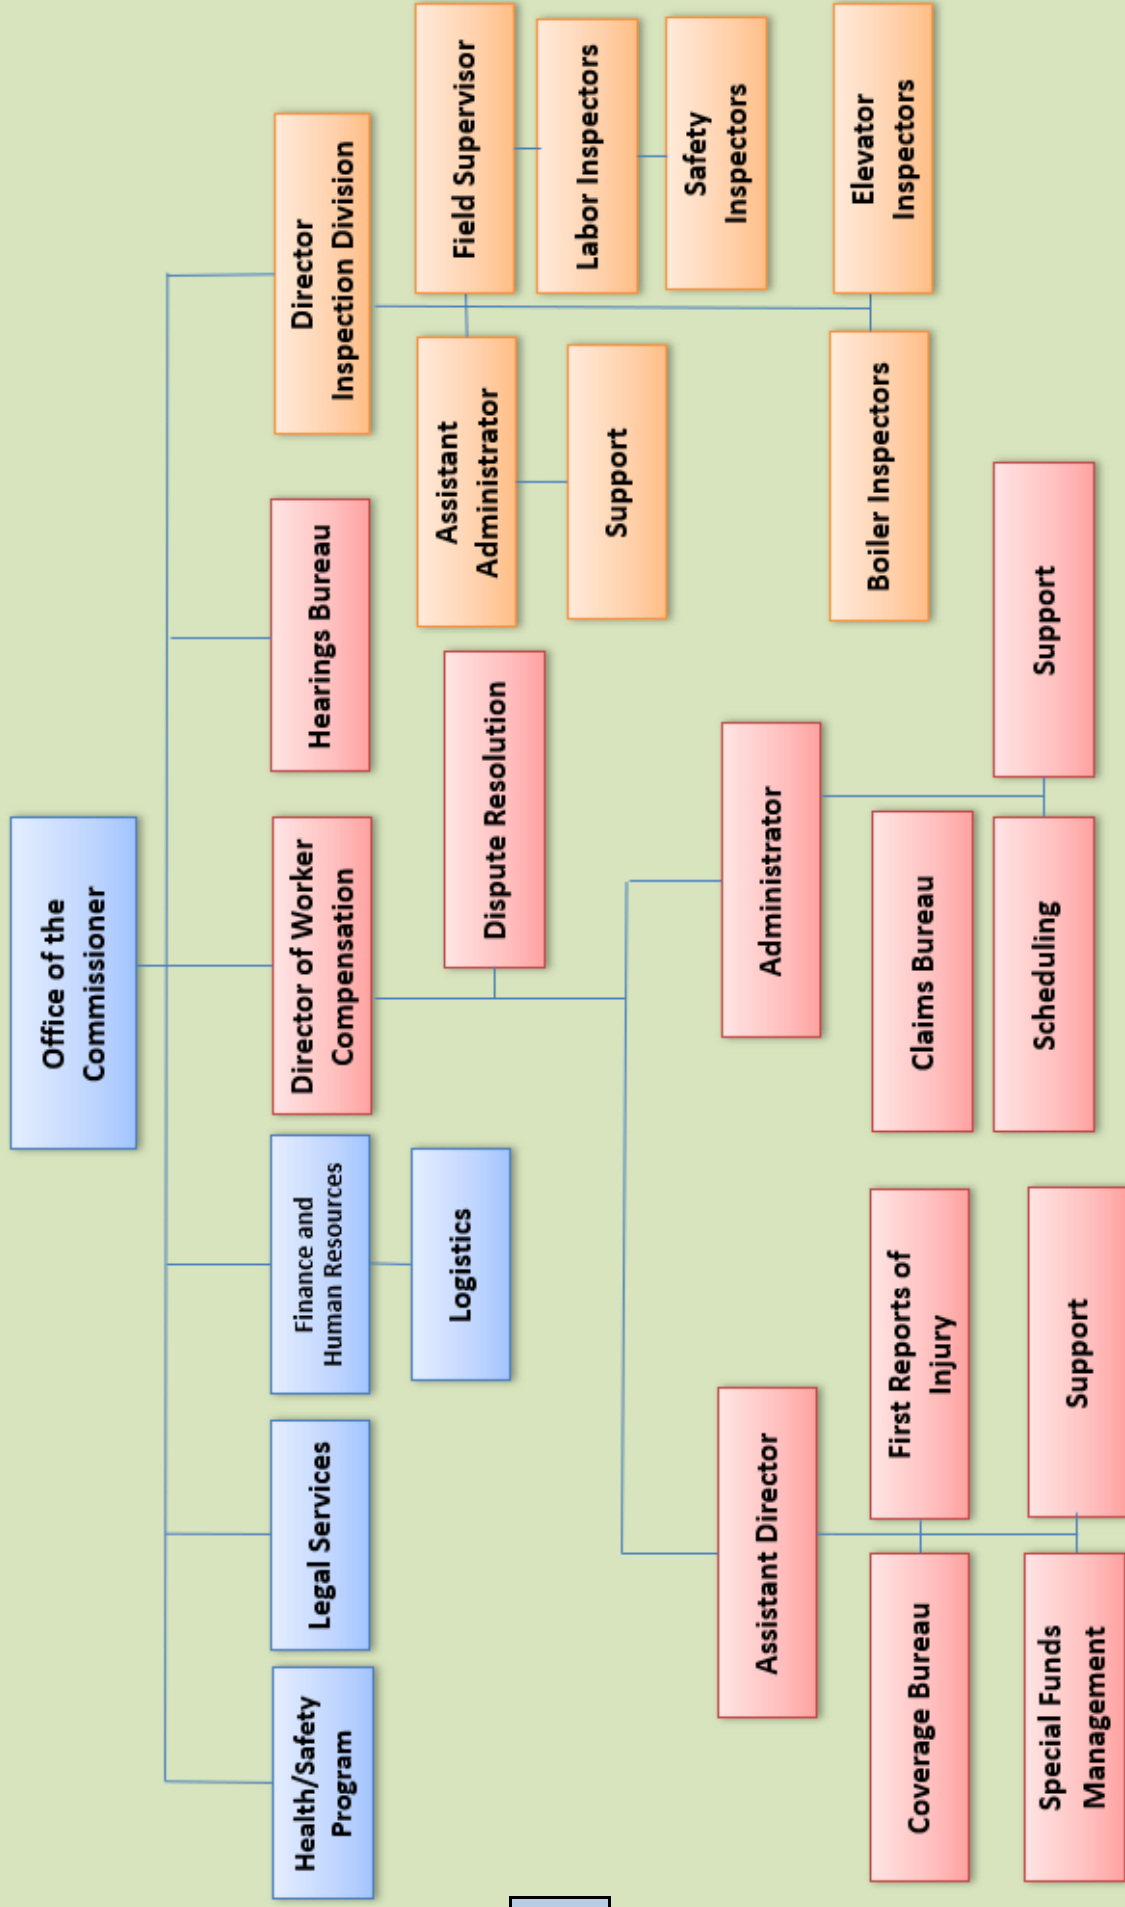 Office of the
Commissioner
Health/Safety
Program
Legal Services
Finance and
Human Resources
Director of Worker
Compensation
Hearings Bureau
Director
Inspection Division
Logistics
Dispute Resolution
Assistant
Administrator
Field Supervisor
Support
Labor Inspectors
Safety
Inspectors
Assistant Director
Administrator
Boiler Inspectors
Elevator
Inspectors
Coverage Bureau
First Reports of
Injury
Claims Bureau
Special Funds
Management
Support
Scheduling
Support